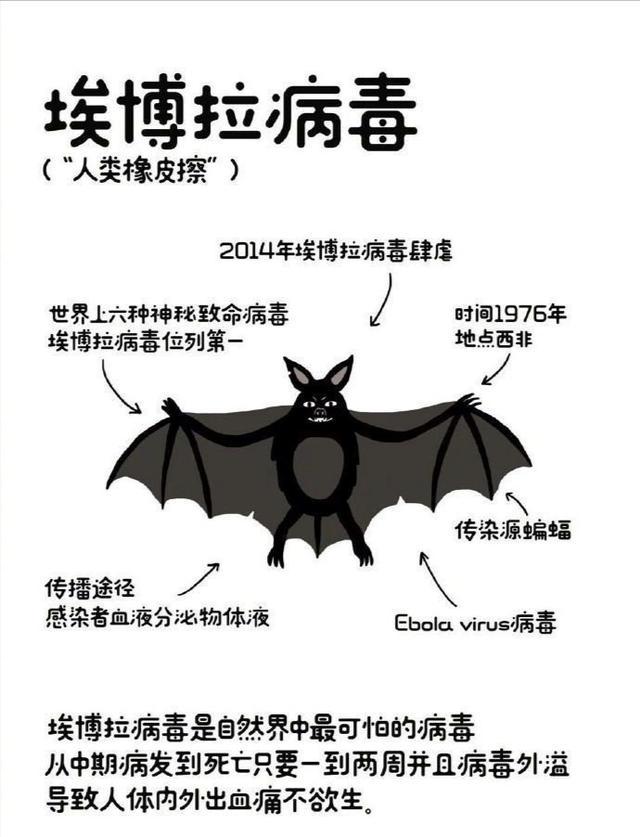 埃博拉病毒
(“人类橡皮擦”)
2014年埃博拉病毒肆虐
世界上六种神秘致命病毒
埃博拉病毒位列第一
时间1976年
地点西非
传染源蝙蝠
传播途径
感染者血液分泌物体液
Ebola virus病毒
埃博拉病毒是自然界中最可怕的病毒
从中期病发到死亡只要一到两周并且病毒外溢
导致人体内外出血痛不欲生。